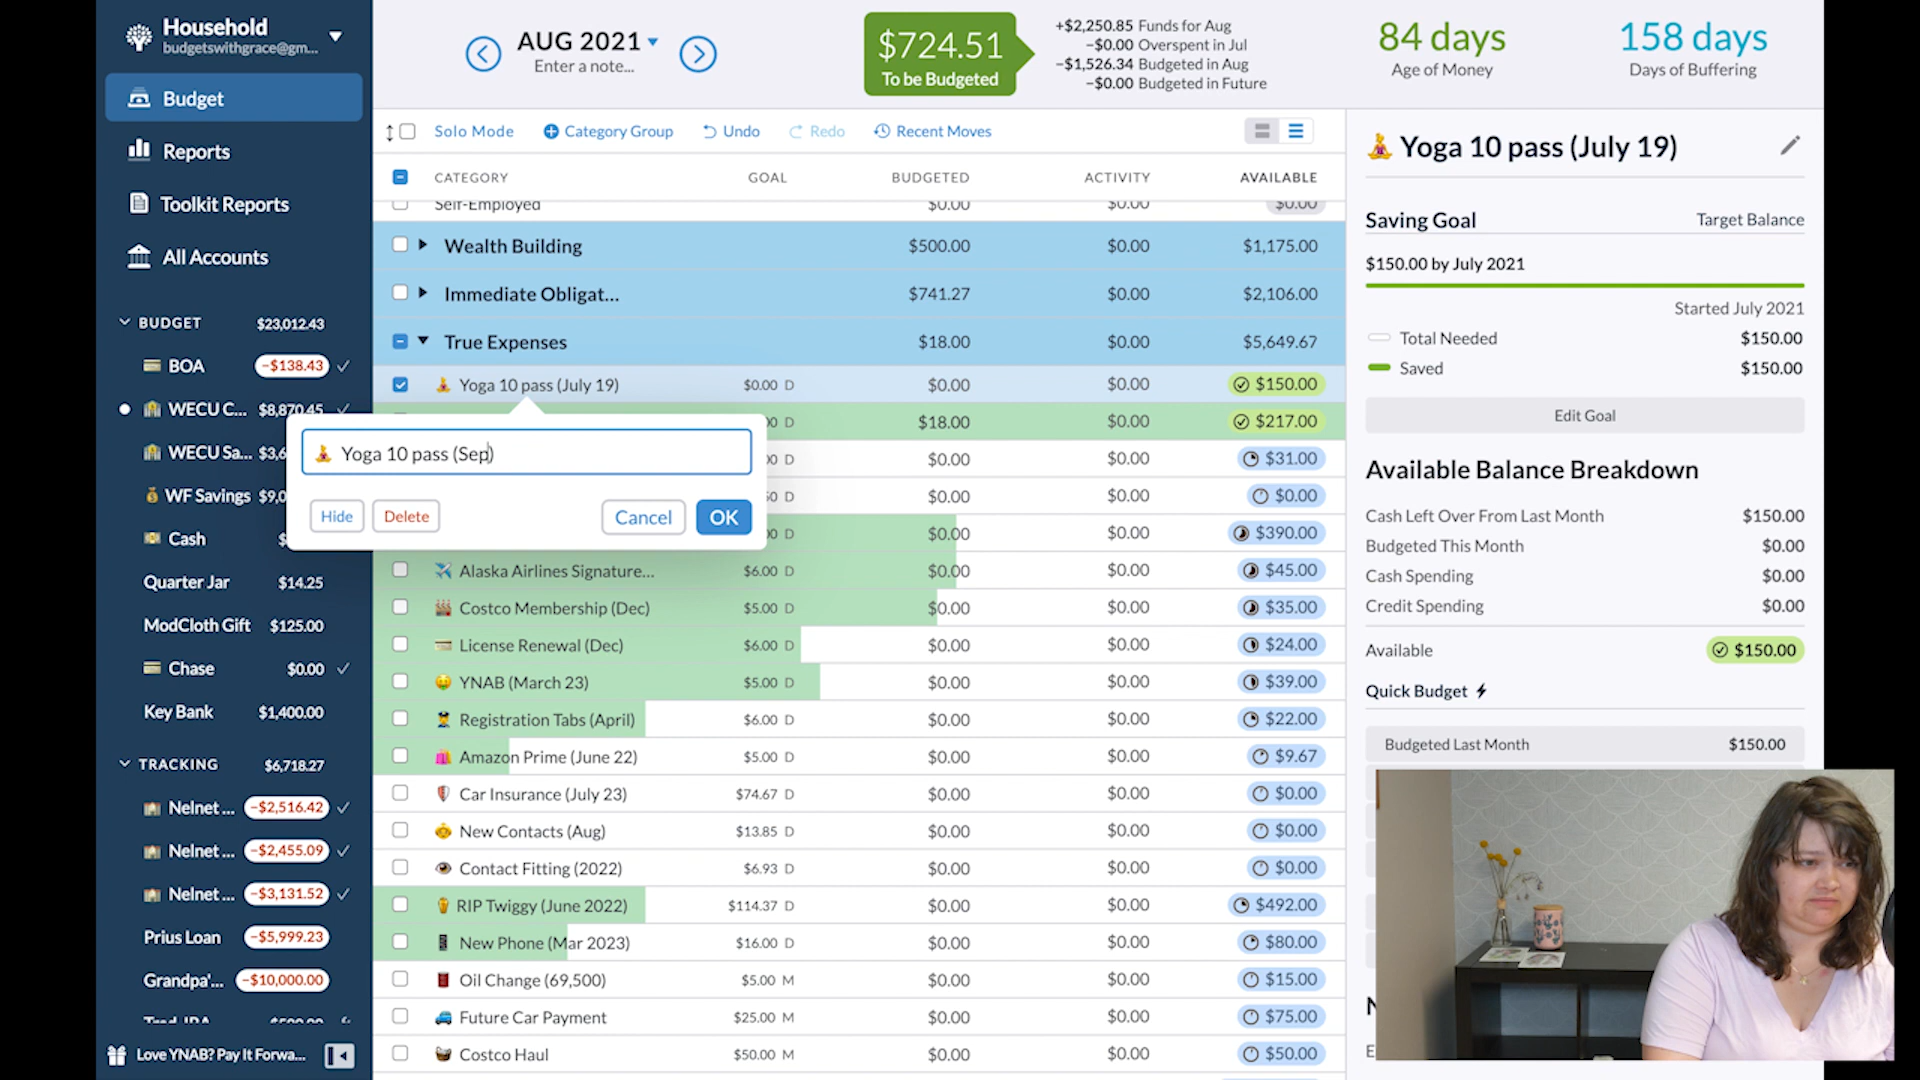 Household
budgetswithgrace@gm...
Budget
Reports
Toolkit Reports
All Accounts
BUDGET $23,012.43
BOA −$138.43
WECU C... $8,870.45
WECU Sa... $3,6
WF Savings $9,0
Cash $
Quarter Jar $14.25
ModCloth Gift $125.00
Chase $0.00
Key Bank $1,400.00
TRACKING $6,718.27
Nelnet ... −$2,516.42
Nelnet ... −$2,455.09
Nelnet ... −$3,131.52
Prius Loan −$5,999.23
Grandpa'... −$10,000.00
Love YNAB? Pay It Forwa...
AUG 2021
Enter a note...
$724.51
To be Budgeted
+$2,250.85 Funds for Aug
−$0.00 Overspent in Jul
−$1,526.34 Budgeted in Aug
−$0.00 Budgeted in Future
84 days
Age of Money
158 days
Days of Buffering
Solo Mode Category Group Undo Redo Recent Moves
CATEGORY GOAL BUDGETED ACTIVITY AVAILABLE
Self-Employed $0.00 $0.00 $0.00
Wealth Building $500.00 $0.00 $1,175.00
Immediate Obligat... $741.27 $0.00 $2,106.00
True Expenses $18.00 $0.00 $5,649.67
Yoga 10 pass (July 19) $0.00 D $0.00 $0.00 $150.00
0 D $18.00 $0.00 $217.00
0 D $0.00 $0.00 $31.00
0 D $0.00 $0.00 $0.00
0 D $0.00 $0.00 $390.00
Yoga 10 pass (Sep)
Hide Delete Cancel OK
Alaska Airlines Signature... $6.00 D $0.00 $0.00 $45.00
Costco Membership (Dec) $5.00 D $0.00 $0.00 $35.00
License Renewal (Dec) $6.00 D $0.00 $0.00 $24.00
YNAB (March 23) $5.00 D $0.00 $0.00 $39.00
Registration Tabs (April) $6.00 D $0.00 $0.00 $22.00
Amazon Prime (June 22) $5.00 D $0.00 $0.00 $9.67
Car Insurance (July 23) $74.67 D $0.00 $0.00 $0.00
New Contacts (Aug) $13.85 D $0.00 $0.00 $0.00
Contact Fitting (2022) $6.93 D $0.00 $0.00 $0.00
RIP Twiggy (June 2022) $114.37 D $0.00 $0.00 $492.00
New Phone (Mar 2023) $16.00 D $0.00 $0.00 $80.00
Oil Change (69,500) $5.00 M $0.00 $0.00 $15.00
Future Car Payment $25.00 M $0.00 $0.00 $75.00
Costco Haul $50.00 M $0.00 $0.00 $50.00
Yoga 10 pass (July 19)
Saving Goal Target Balance
$150.00 by July 2021
Started July 2021
Total Needed $150.00
Saved $150.00
Edit Goal
Available Balance Breakdown
Cash Left Over From Last Month $150.00
Budgeted This Month $0.00
Cash Spending $0.00
Credit Spending $0.00
Available $150.00
Quick Budget
Budgeted Last Month $150.00